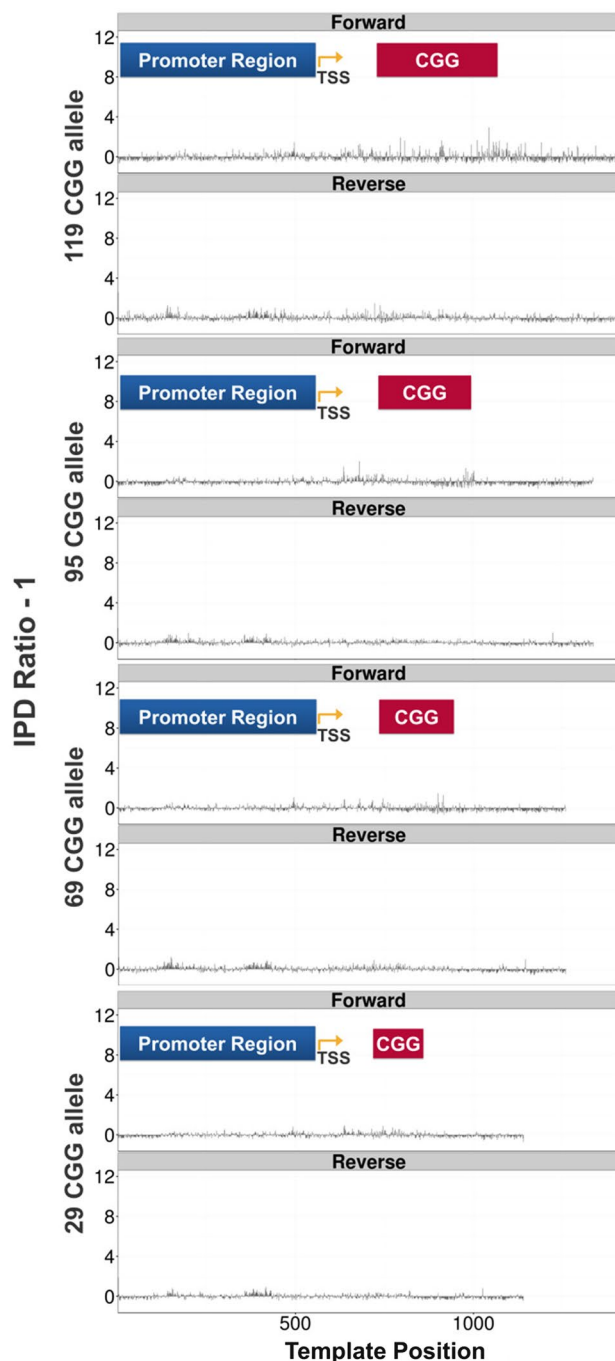 Forward
12
8
4
0
Promoter Region
TSS
CGG
119 CGG allele
Reverse
12
8
4
0
Forward
12
8
4
0
Promoter Region
TSS
CGG
95 CGG allele
Reverse
12
8
4
0
IPD Ratio - 1
Forward
12
8
4
0
Promoter Region
TSS
CGG
69 CGG allele
Reverse
12
8
4
0
Forward
12
8
4
0
Promoter Region
TSS
CGG
29 CGG allele
Reverse
12
8
4
0
500 1000
Template Position